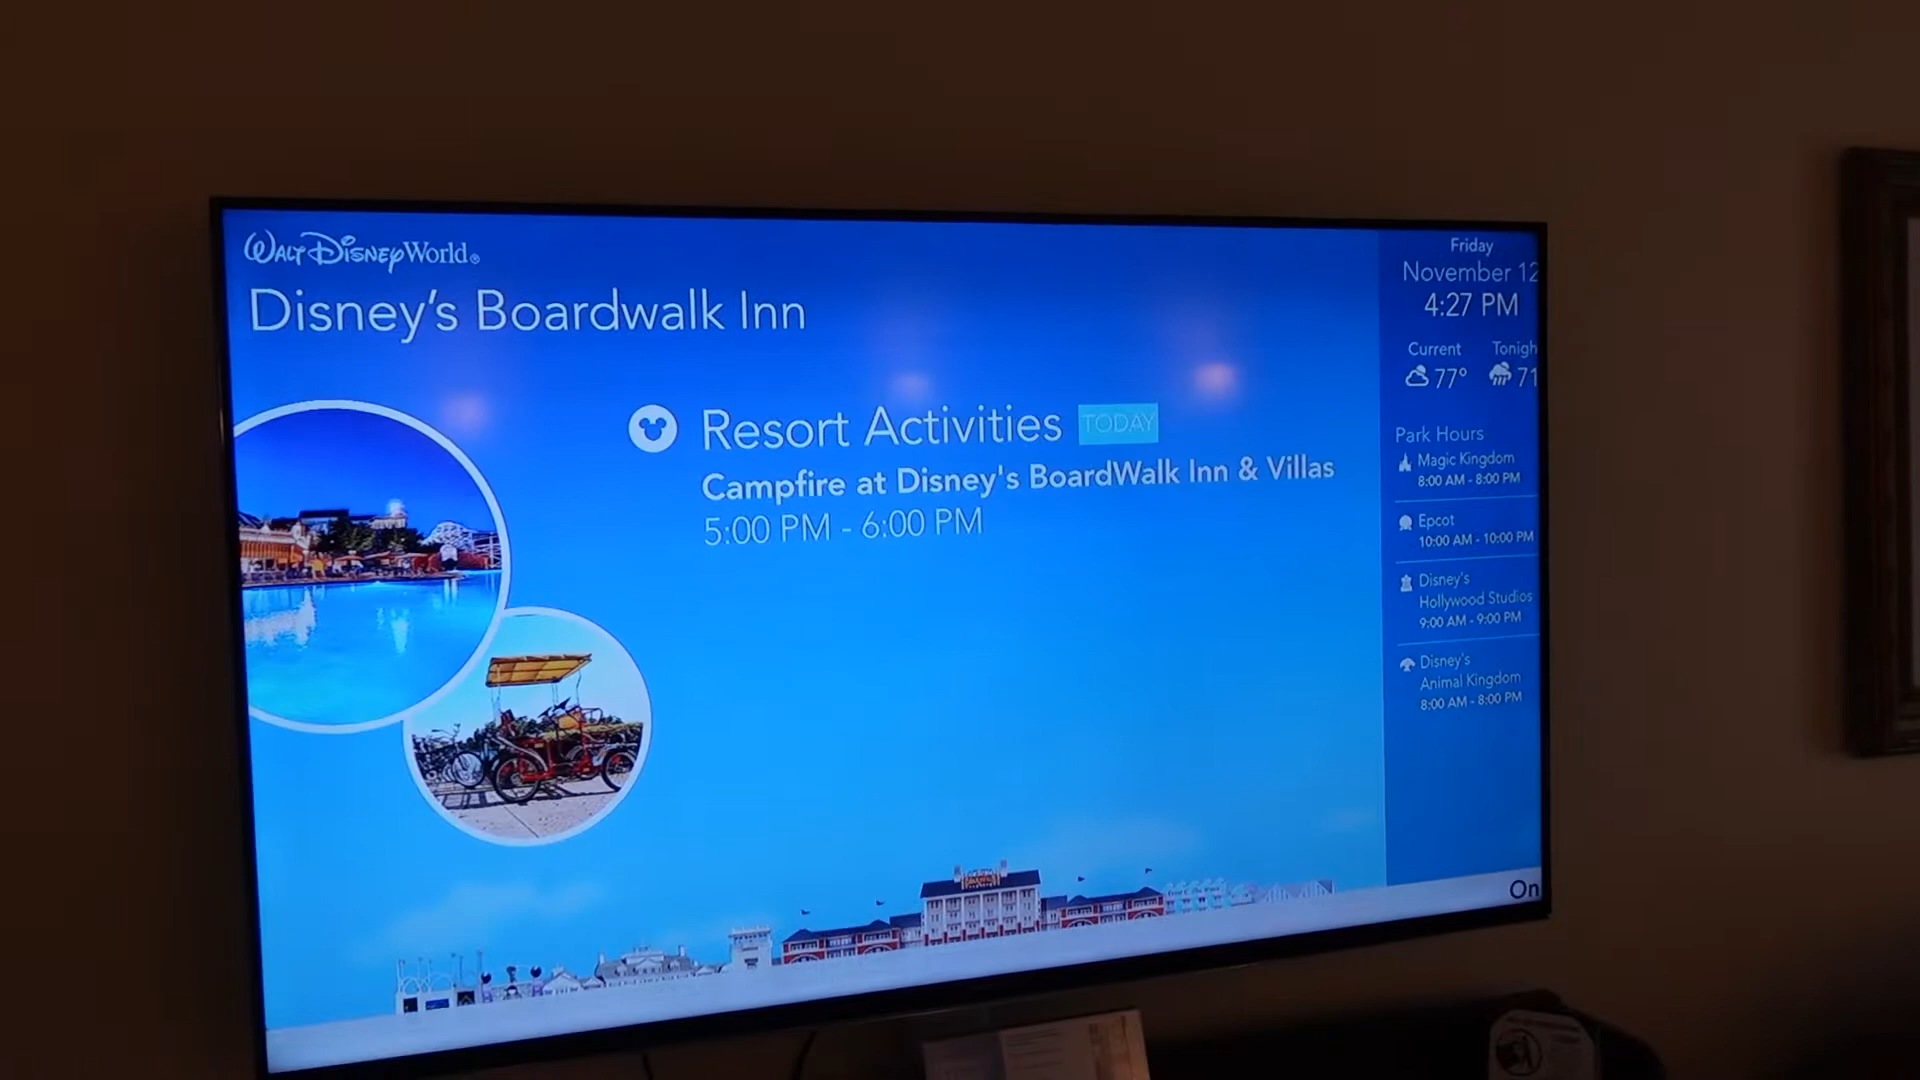 Walt Disney World®
Disney's Boardwalk Inn
Resort Activities TODAY
Campfire at Disney's BoardWalk Inn & Villas
5:00 PM - 6:00 PM
Friday
November 12
4:27 PM
Current Tonigh
77° 71
Park Hours
Magic Kingdom
8:00 AM - 8:00 PM
Epcot
10:00 AM - 10:00 PM
Disney's
Hollywood Studios
9:00 AM - 9:00 PM
Disney's
Animal Kingdom
8:00 AM - 8:00 PM
On